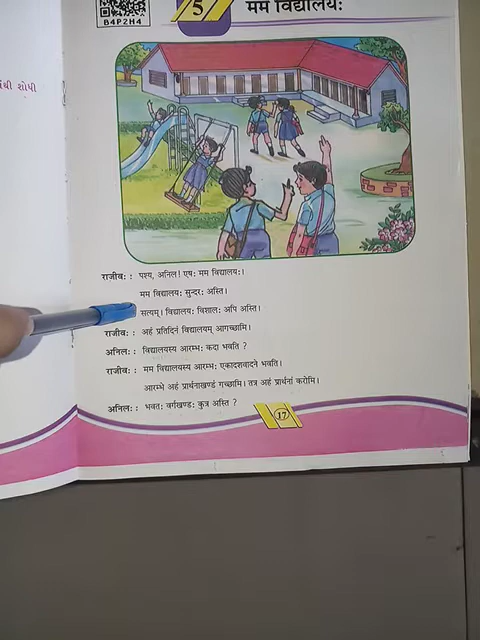 B4P2H4
5
मम विद्यालयः
યી શોધી
राजीवः : पश्य, अनिल! एषः मम विद्यालयः।
मम विद्यालयः सुन्दरः अस्ति।
सत्यम्। विद्यालयः विशालः अपि अस्ति।
राजीवः : अहं प्रतिदिनं विद्यालयम् आगच्छामि।
अनिलः : विद्यालयस्य आरम्भः कदा भवति ?
राजीवः : मम विद्यालयस्य आरम्भः एकादशवादने भवति।
आरम्भे अहं प्रार्थनाखण्डं गच्छामि। तत्र अहं प्रार्थनां करोमि।
अनिलः : भवतः वर्गखण्डः कुत्र अस्ति ?
17